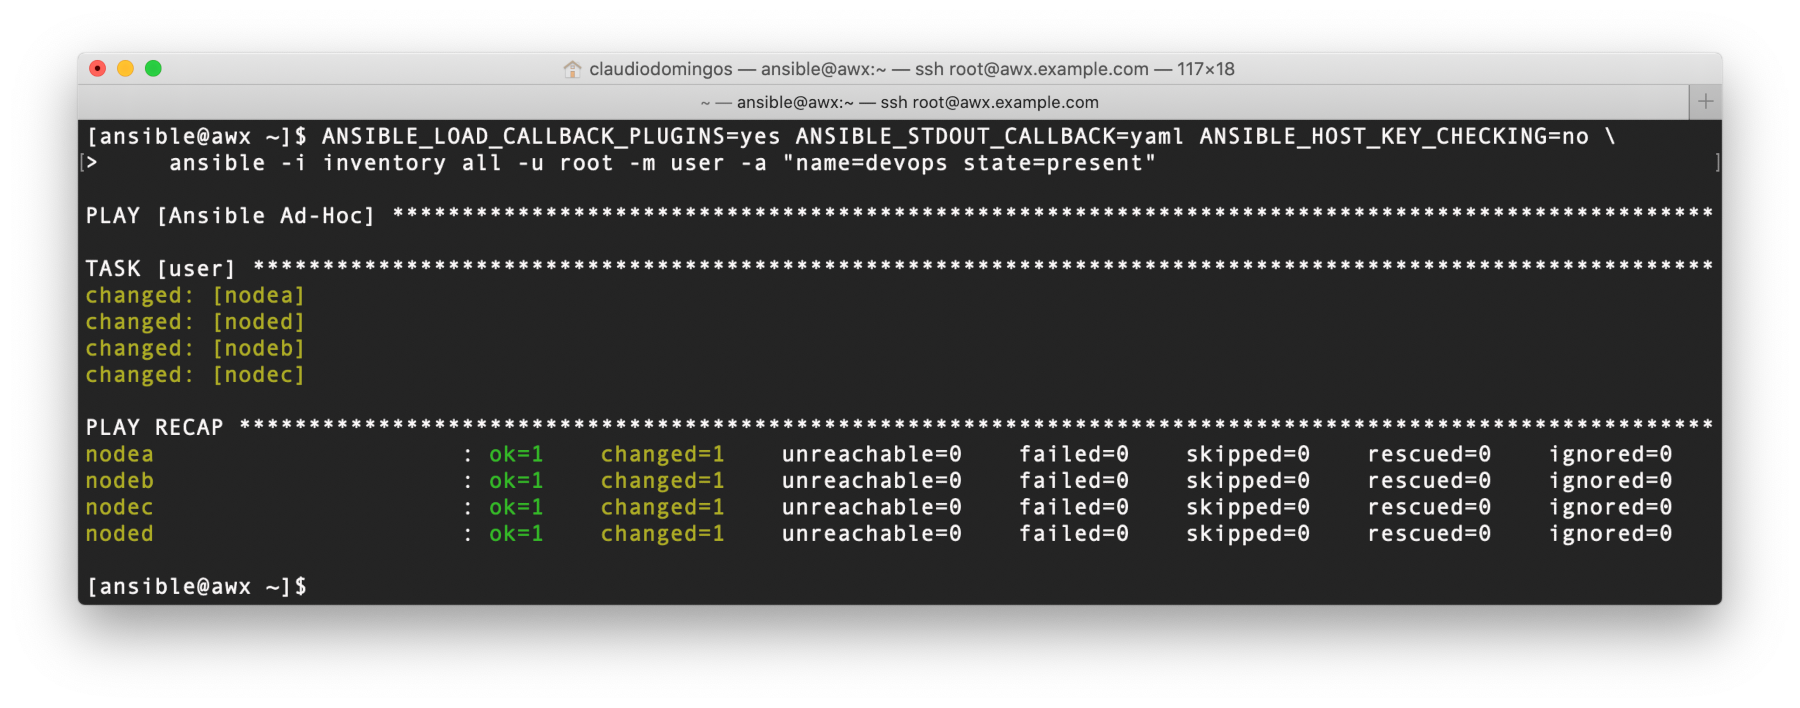 claudiodomingos — ansible@awx:~ — ssh root@awx.example.com — 117×18
~ — ansible@awx:~ — ssh root@awx.example.com +
[ansible@awx ~]$ ANSIBLE_LOAD_CALLBACK_PLUGINS=yes ANSIBLE_STDOUT_CALLBACK=yaml ANSIBLE_HOST_KEY_CHECKING=no \
[>     ansible -i inventory all -u root -m user -a "name=devops state=present" ]
PLAY [Ansible Ad-Hoc] ***********************************************************************************************
TASK [user] *********************************************************************************************************
changed: [nodea]
changed: [noded]
changed: [nodeb]
changed: [nodec]
PLAY RECAP **********************************************************************************************************
nodea : ok=1 changed=1 unreachable=0 failed=0 skipped=0 rescued=0 ignored=0
nodeb : ok=1 changed=1 unreachable=0 failed=0 skipped=0 rescued=0 ignored=0
nodec : ok=1 changed=1 unreachable=0 failed=0 skipped=0 rescued=0 ignored=0
noded : ok=1 changed=1 unreachable=0 failed=0 skipped=0 rescued=0 ignored=0
[ansible@awx ~]$